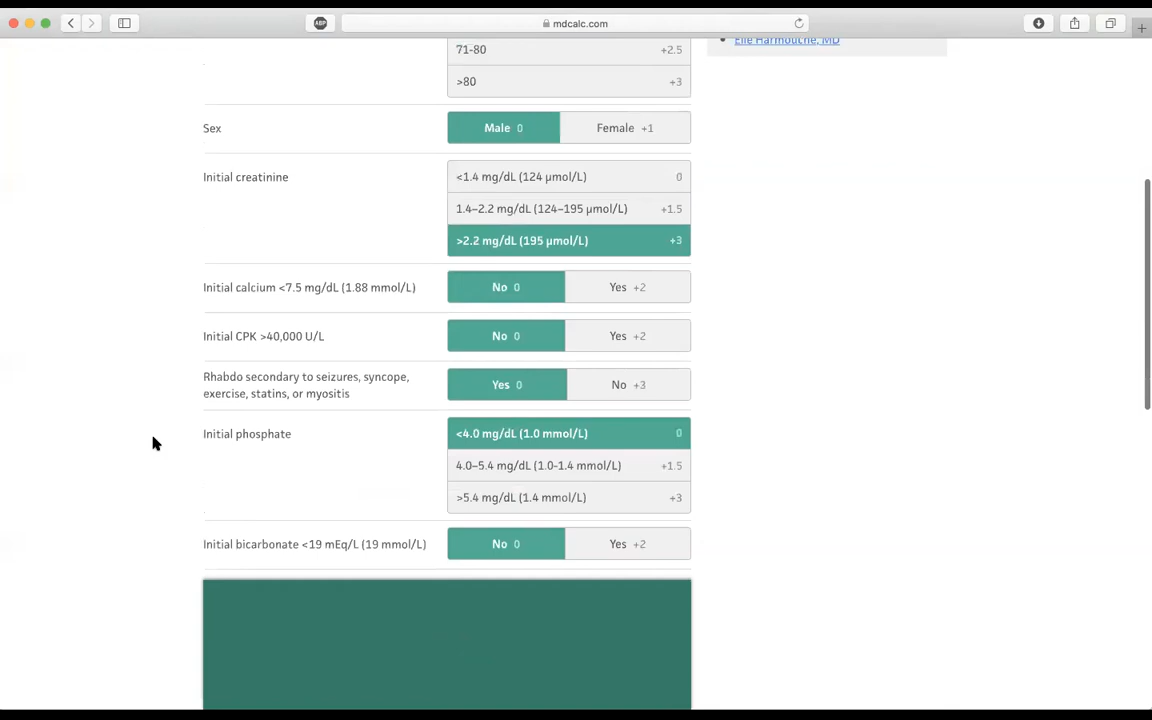 ABP
mdcalc.com
71-80 +2.5
Elie Harmouche, MD
>80 +3
Sex Male 0 Female +1
Initial creatinine <1.4 mg/dL (124 µmol/L) 0
1.4–2.2 mg/dL (124–195 µmol/L) +1.5
>2.2 mg/dL (195 µmol/L) +3
Initial calcium <7.5 mg/dL (1.88 mmol/L) No 0 Yes +2
Initial CPK >40,000 U/L No 0 Yes +2
Rhabdo secondary to seizures, syncope,
exercise, statins, or myositis Yes 0 No +3
Initial phosphate <4.0 mg/dL (1.0 mmol/L) 0
4.0–5.4 mg/dL (1.0-1.4 mmol/L) +1.5
>5.4 mg/dL (1.4 mmol/L) +3
Initial bicarbonate <19 mEq/L (19 mmol/L) No 0 Yes +2